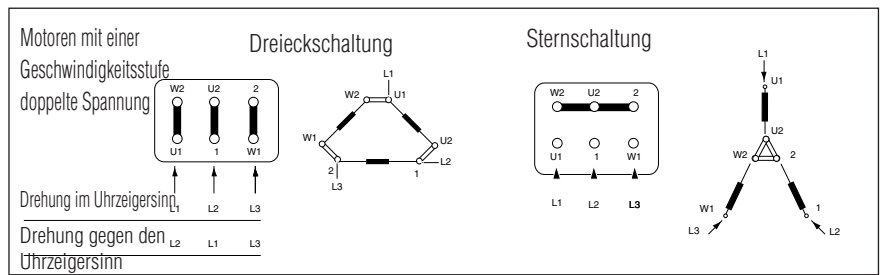 Motoren mit einer
Geschwindigkeitsstufe
doppelte Spannung
Dreieckschaltung
Sternschaltung
W2 U2 2
U1 1 W1
L1
W2 U1
W1 U2
2 1 L2
L3
W2 U2 2
U1 1 W1
L1 L2 L3
L1
U1
U2
W2 2
W1 1
L3 L2
Drehung im Uhrzeigersinn L1 L2 L3
Drehung gegen den L2 L1 L3
Uhrzeigersinn